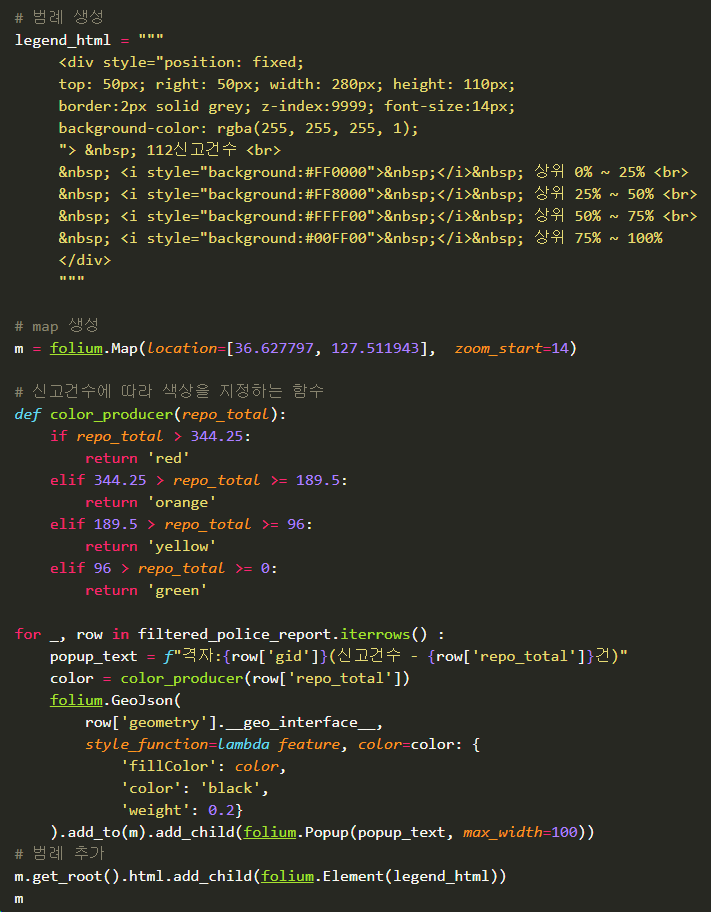 # 범례 생성
legend_html = """
     <div style="position: fixed;
     top: 50px; right: 50px; width: 280px; height: 110px;
     border:2px solid grey; z-index:9999; font-size:14px;
     background-color: rgba(255, 255, 255, 1);
     "> &nbsp; 112신고건수 <br>
     &nbsp; <i style="background:#FF0000">&nbsp;</i>&nbsp; 상위 0% ~ 25% <br>
     &nbsp; <i style="background:#FF8000">&nbsp;</i>&nbsp; 상위 25% ~ 50% <br>
     &nbsp; <i style="background:#FFFF00">&nbsp;</i>&nbsp; 상위 50% ~ 75% <br>
     &nbsp; <i style="background:#00FF00">&nbsp;</i>&nbsp; 상위 75% ~ 100%
     </div>
     """

# map 생성
m = folium.Map(location=[36.627797, 127.511943],  zoom_start=14)

# 신고건수에 따라 색상을 지정하는 함수
def color_producer(repo_total):
    if repo_total > 344.25:
        return 'red'
    elif 344.25 > repo_total >= 189.5:
        return 'orange'
    elif 189.5 > repo_total >= 96:
        return 'yellow'
    elif 96 > repo_total >= 0:
        return 'green'

for _, row in filtered_police_report.iterrows() :
    popup_text = f"격자:{row['gid']}(신고건수 - {row['repo_total']}건)"
    color = color_producer(row['repo_total'])
    folium.GeoJson(
        row['geometry'].__geo_interface__,
        style_function=lambda feature, color=color: {
            'fillColor': color,
            'color': 'black',
            'weight': 0.2}
    ).add_to(m).add_child(folium.Popup(popup_text, max_width=100))
# 범례 추가
m.get_root().html.add_child(folium.Element(legend_html))
m